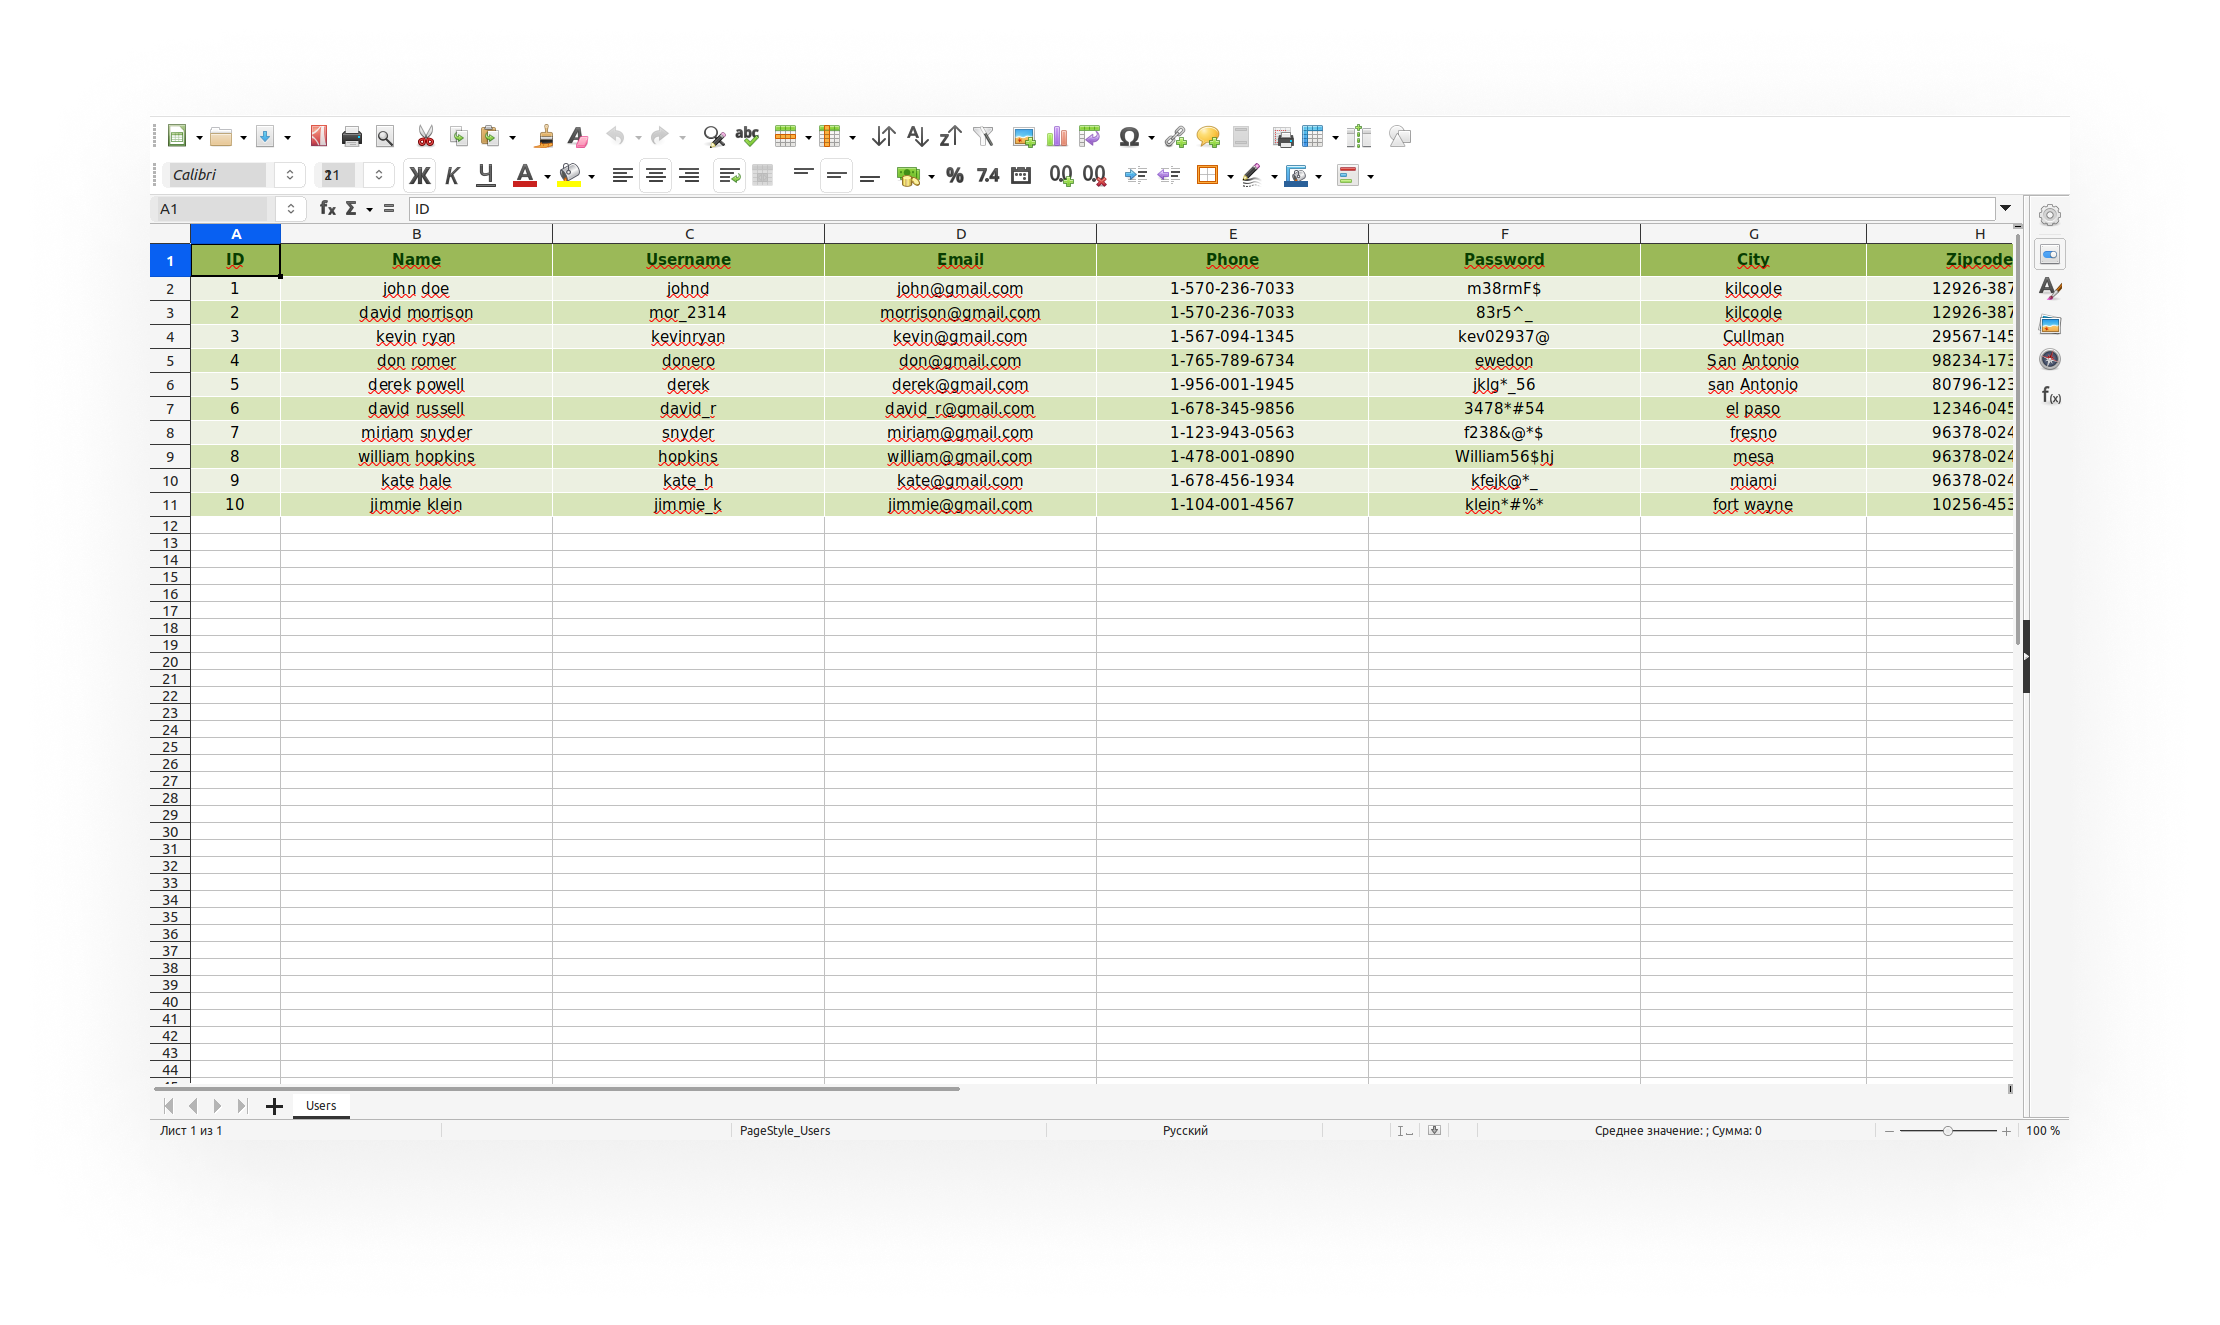 Calibri 11 Ж К Ч A % 7.4 0.0 0.0
A1 fx Σ = ID
A B C D E F G H
1 ID Name Username Email Phone Password City Zipcode
2 1 john doe johnd john@gmail.com 1-570-236-7033 m38rmF$ kilcoole 12926-387
3 2 david morrison mor_2314 morrison@gmail.com 1-570-236-7033 83r5^_ kilcoole 12926-387
4 3 kevin ryan kevinryan kevin@gmail.com 1-567-094-1345 kev02937@ Cullman 29567-145
5 4 don romer donero don@gmail.com 1-765-789-6734 ewedon San Antonio 98234-173
6 5 derek powell derek derek@gmail.com 1-956-001-1945 jklg*_56 san Antonio 80796-123
7 6 david russell david_r david_r@gmail.com 1-678-345-9856 3478*#54 el paso 12346-045
8 7 miriam snyder snyder miriam@gmail.com 1-123-943-0563 f238&@*$ fresno 96378-024
9 8 william hopkins hopkins william@gmail.com 1-478-001-0890 William56$hj mesa 96378-024
10 9 kate hale kate_h kate@gmail.com 1-678-456-1934 kfejk@*_ miami 96378-024
11 10 jimmie klein jimmie_k jimmie@gmail.com 1-104-001-4567 klein*#%* fort wayne 10256-453
12
13
14
15
16
17
18
19
20
21
22
23
24
25
26
27
28
29
30
31
32
33
34
35
36
37
38
39
40
41
42
43
44
Users
Лист 1 из 1 PageStyle_Users Русский Среднее значение: ; Сумма: 0 100 %